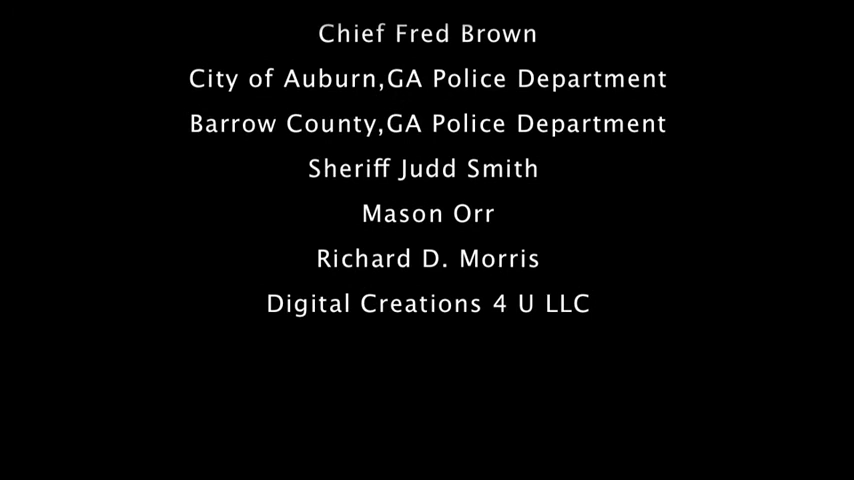 Chief Fred Brown
City of Auburn,GA Police Department
Barrow County,GA Police Department
Sheriff Judd Smith
Mason Orr
Richard D. Morris
Digital Creations 4 U LLC